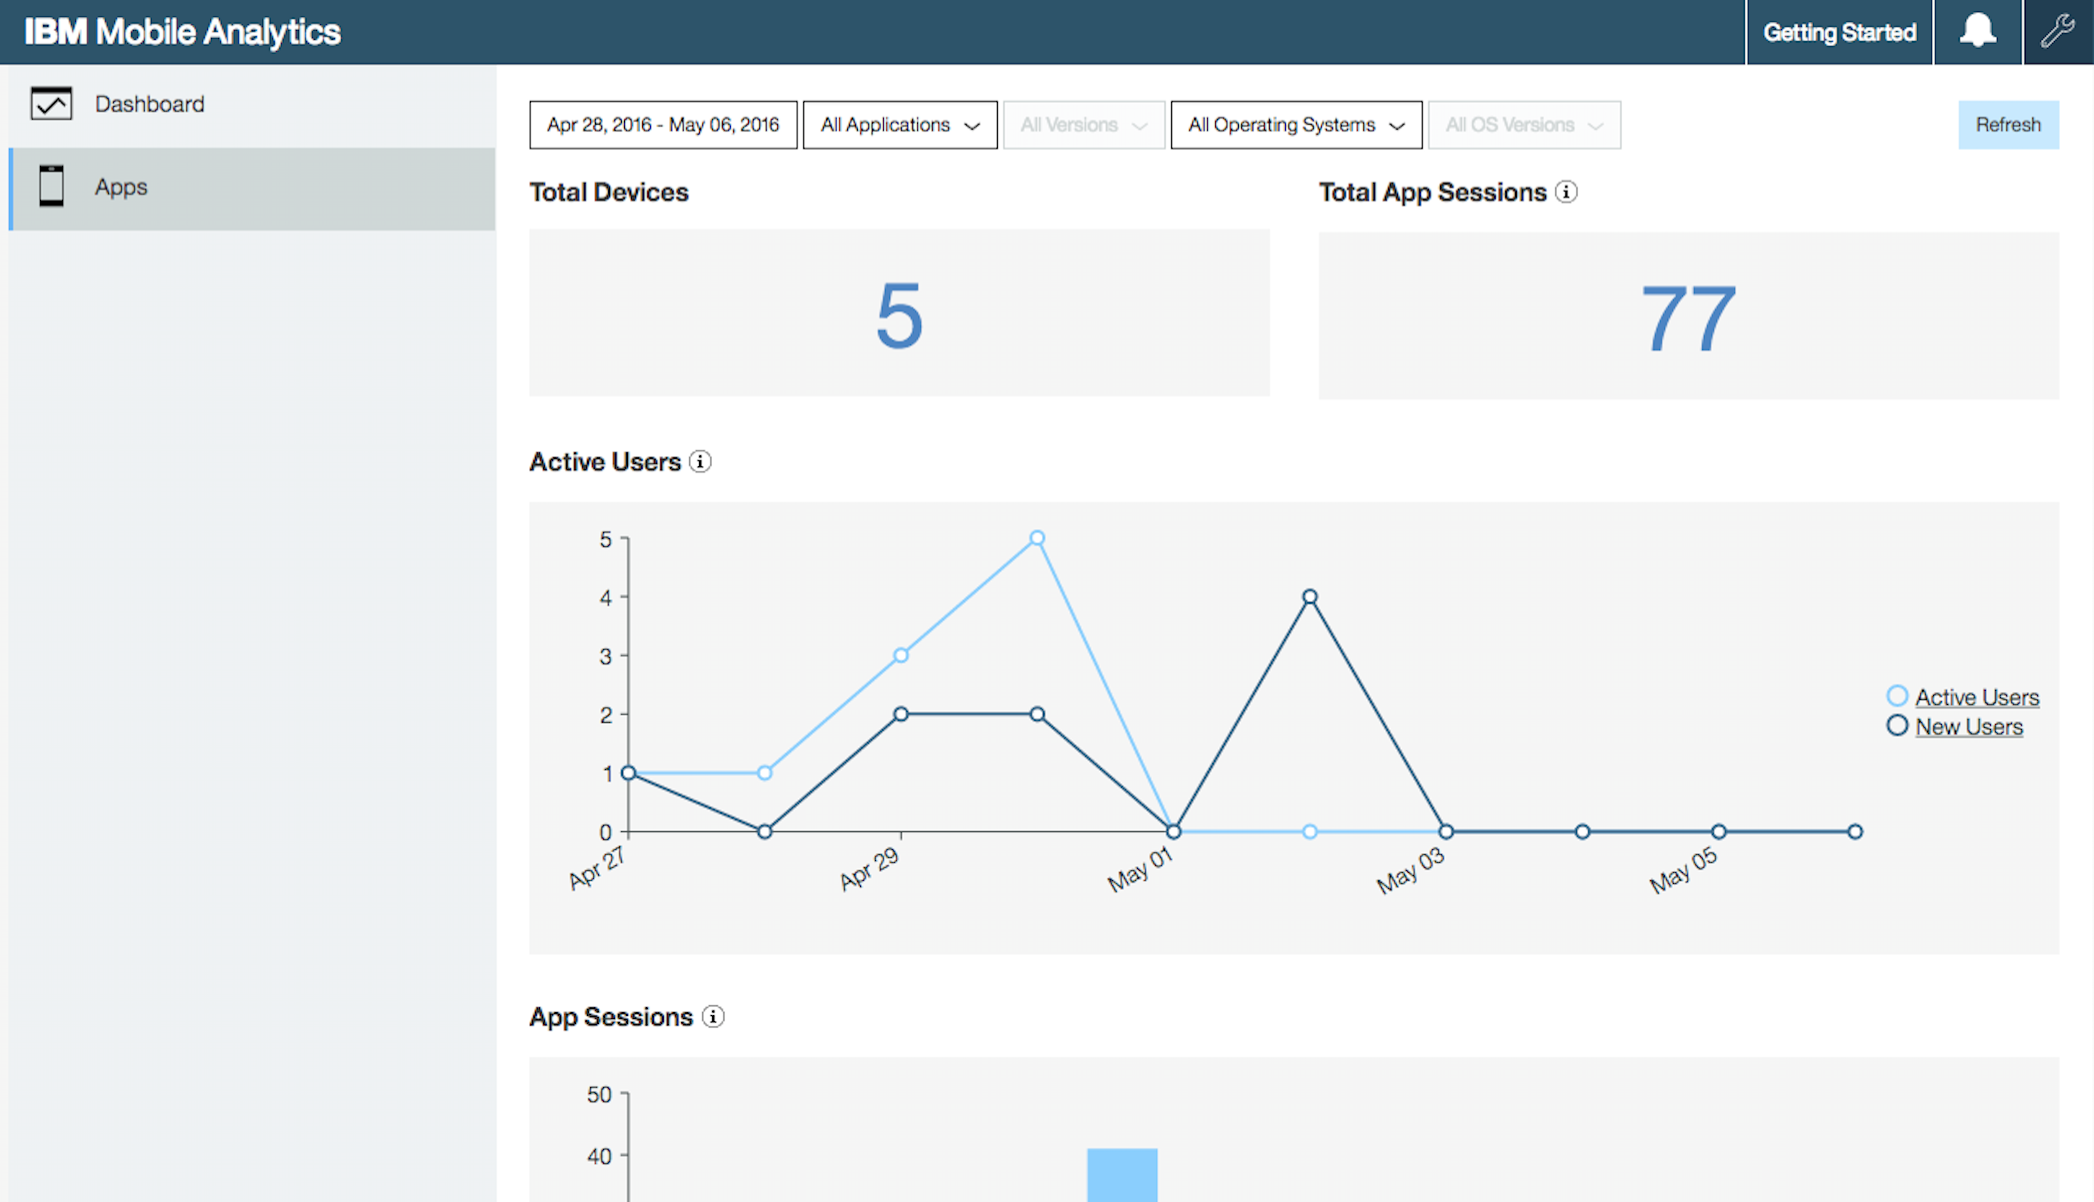 IBM Mobile Analytics
Getting Started
Dashboard
Apps
Apr 28, 2016 - May 06, 2016
All Applications
All Versions
All Operating Systems
All OS Versions
Refresh
Total Devices
Total App Sessions
5
77
Active Users
5
4
3
2
1
0
Apr 27
Apr 29
May 01
May 03
May 05
Active Users
New Users
App Sessions
50
40